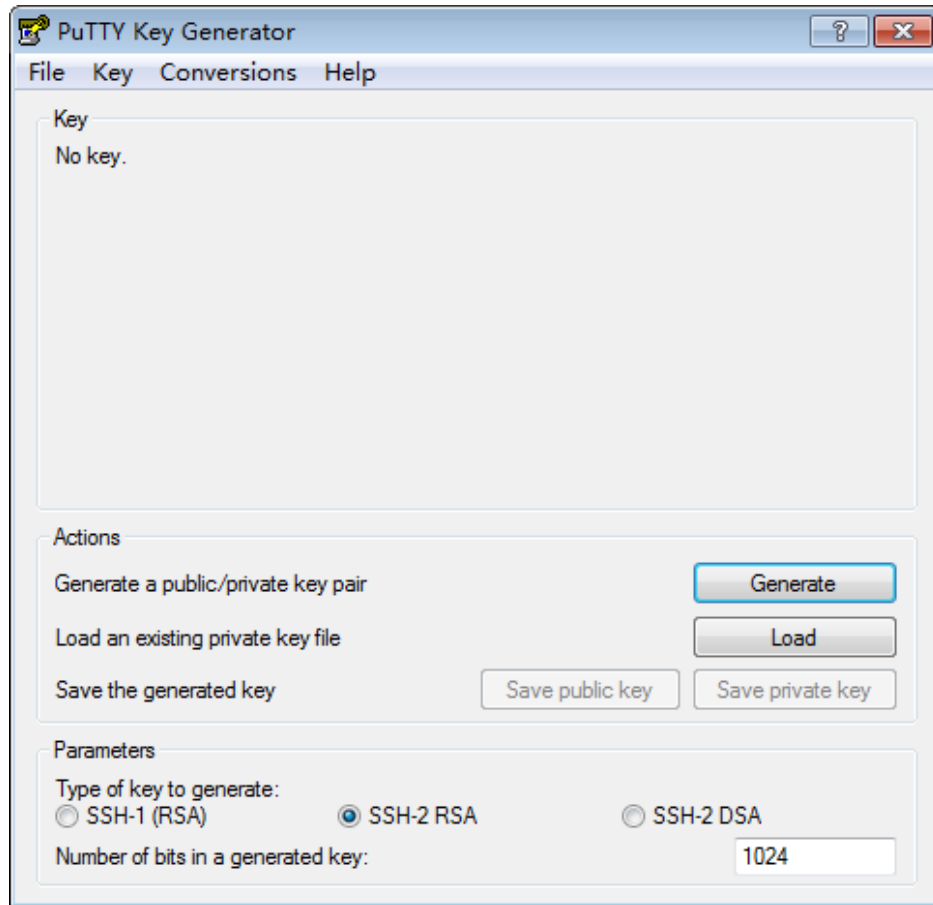 PuTTY Key Generator
File Key Conversions Help
Key
No key.
Actions
Generate a public/private key pair Generate
Load an existing private key file Load
Save the generated key Save public key Save private key
Parameters
Type of key to generate:
SSH-1 (RSA) SSH-2 RSA SSH-2 DSA
Number of bits in a generated key: 1024